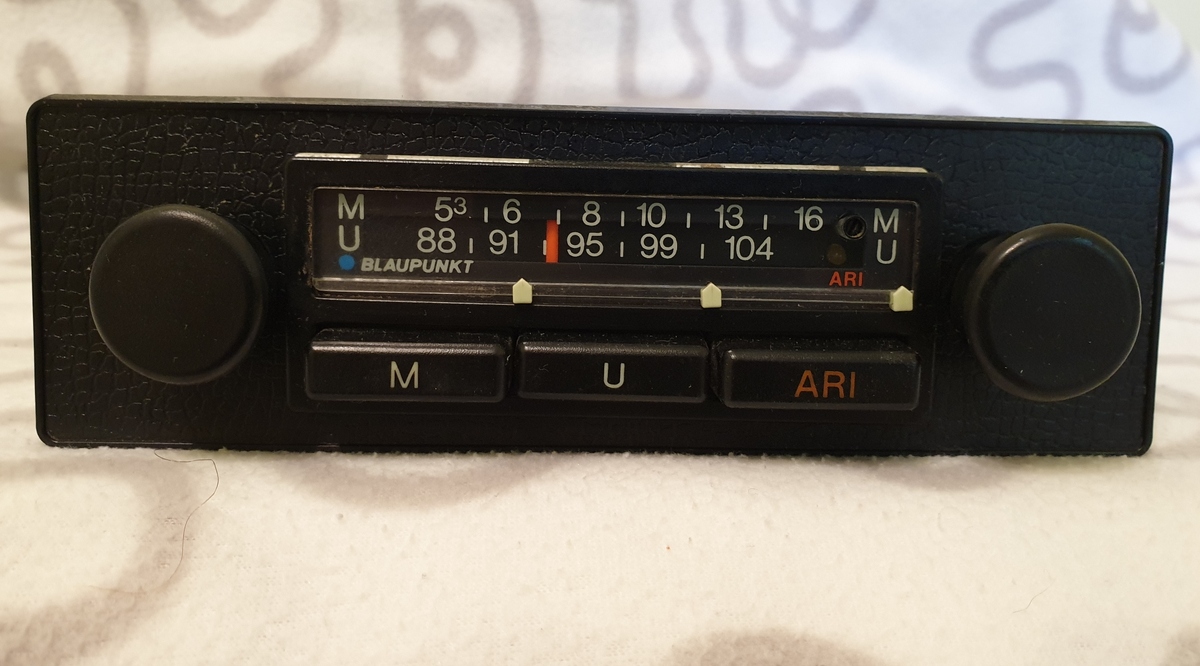 M 5³ 6 8 10 13 16 M
U 88 91 95 99 104 U
BLAUPUNKT
ARI
M U ARI